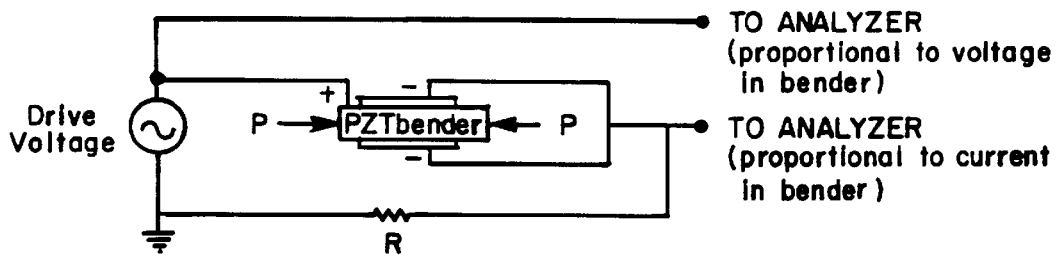 TO ANALYZER
(proportional to voltage
in bender)
+
-
Drive
Voltage
P
PZTbender
P
TO ANALYZER
(proportional to current
in bender)
-
R